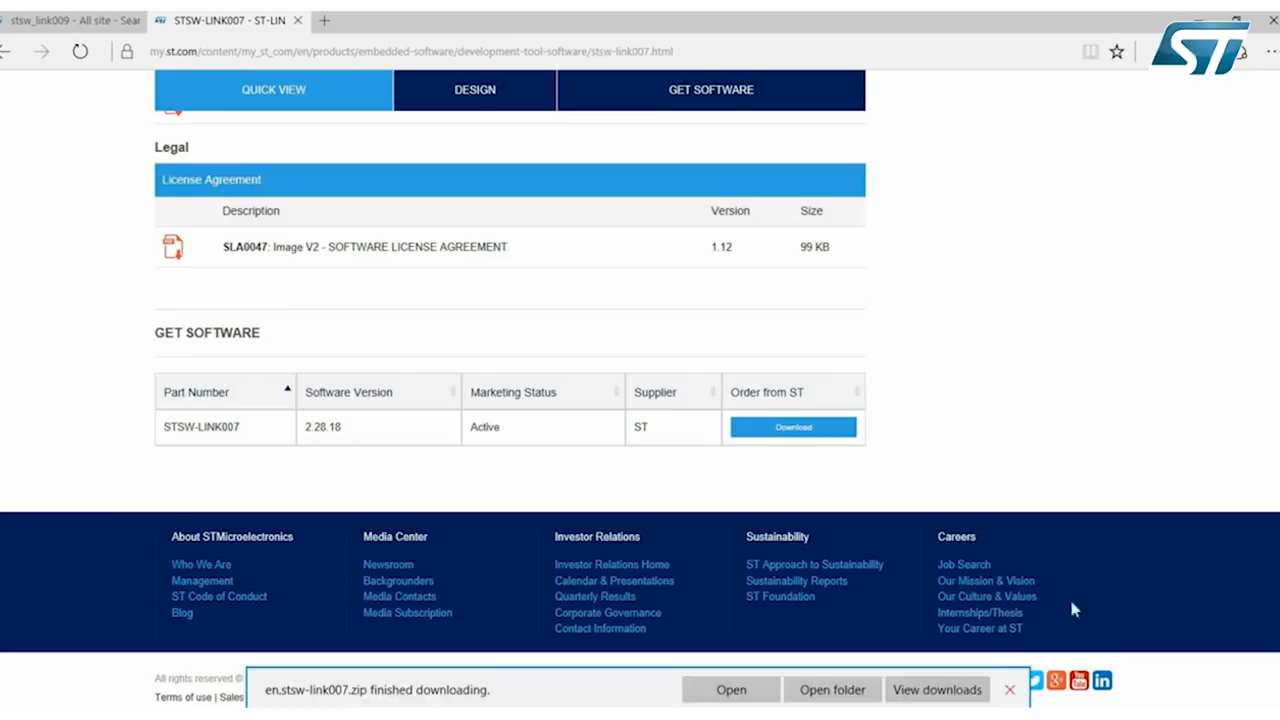 stsw_link009 - All site - Sear
STSW-LINK007 - ST-LIN
my.st.com/content/my_st_com/en/products/embedded-software/development-tool-software/stsw-link007.html
ST
QUICK VIEW
DESIGN
GET SOFTWARE
Legal
License Agreement
Description Version Size
SLA0047: Image V2 - SOFTWARE LICENSE AGREEMENT 1.12 99 KB
GET SOFTWARE
Part Number Software Version Marketing Status Supplier Order from ST
STSW-LINK007 2.28.18 Active ST Download
About STMicroelectronics
Who We Are
Management
ST Code of Conduct
Blog
Media Center
Newsroom
Backgrounders
Media Contacts
Media Subscription
Investor Relations
Investor Relations Home
Calendar & Presentations
Quarterly Results
Corporate Governance
Contact Information
Sustainability
ST Approach to Sustainability
Sustainability Reports
ST Foundation
Careers
Job Search
Our Mission & Vision
Our Culture & Values
Internships/Thesis
Your Career at ST
All rights reserved ©
Terms of use | Sales
en.stsw-link007.zip finished downloading.
Open
Open folder
View downloads